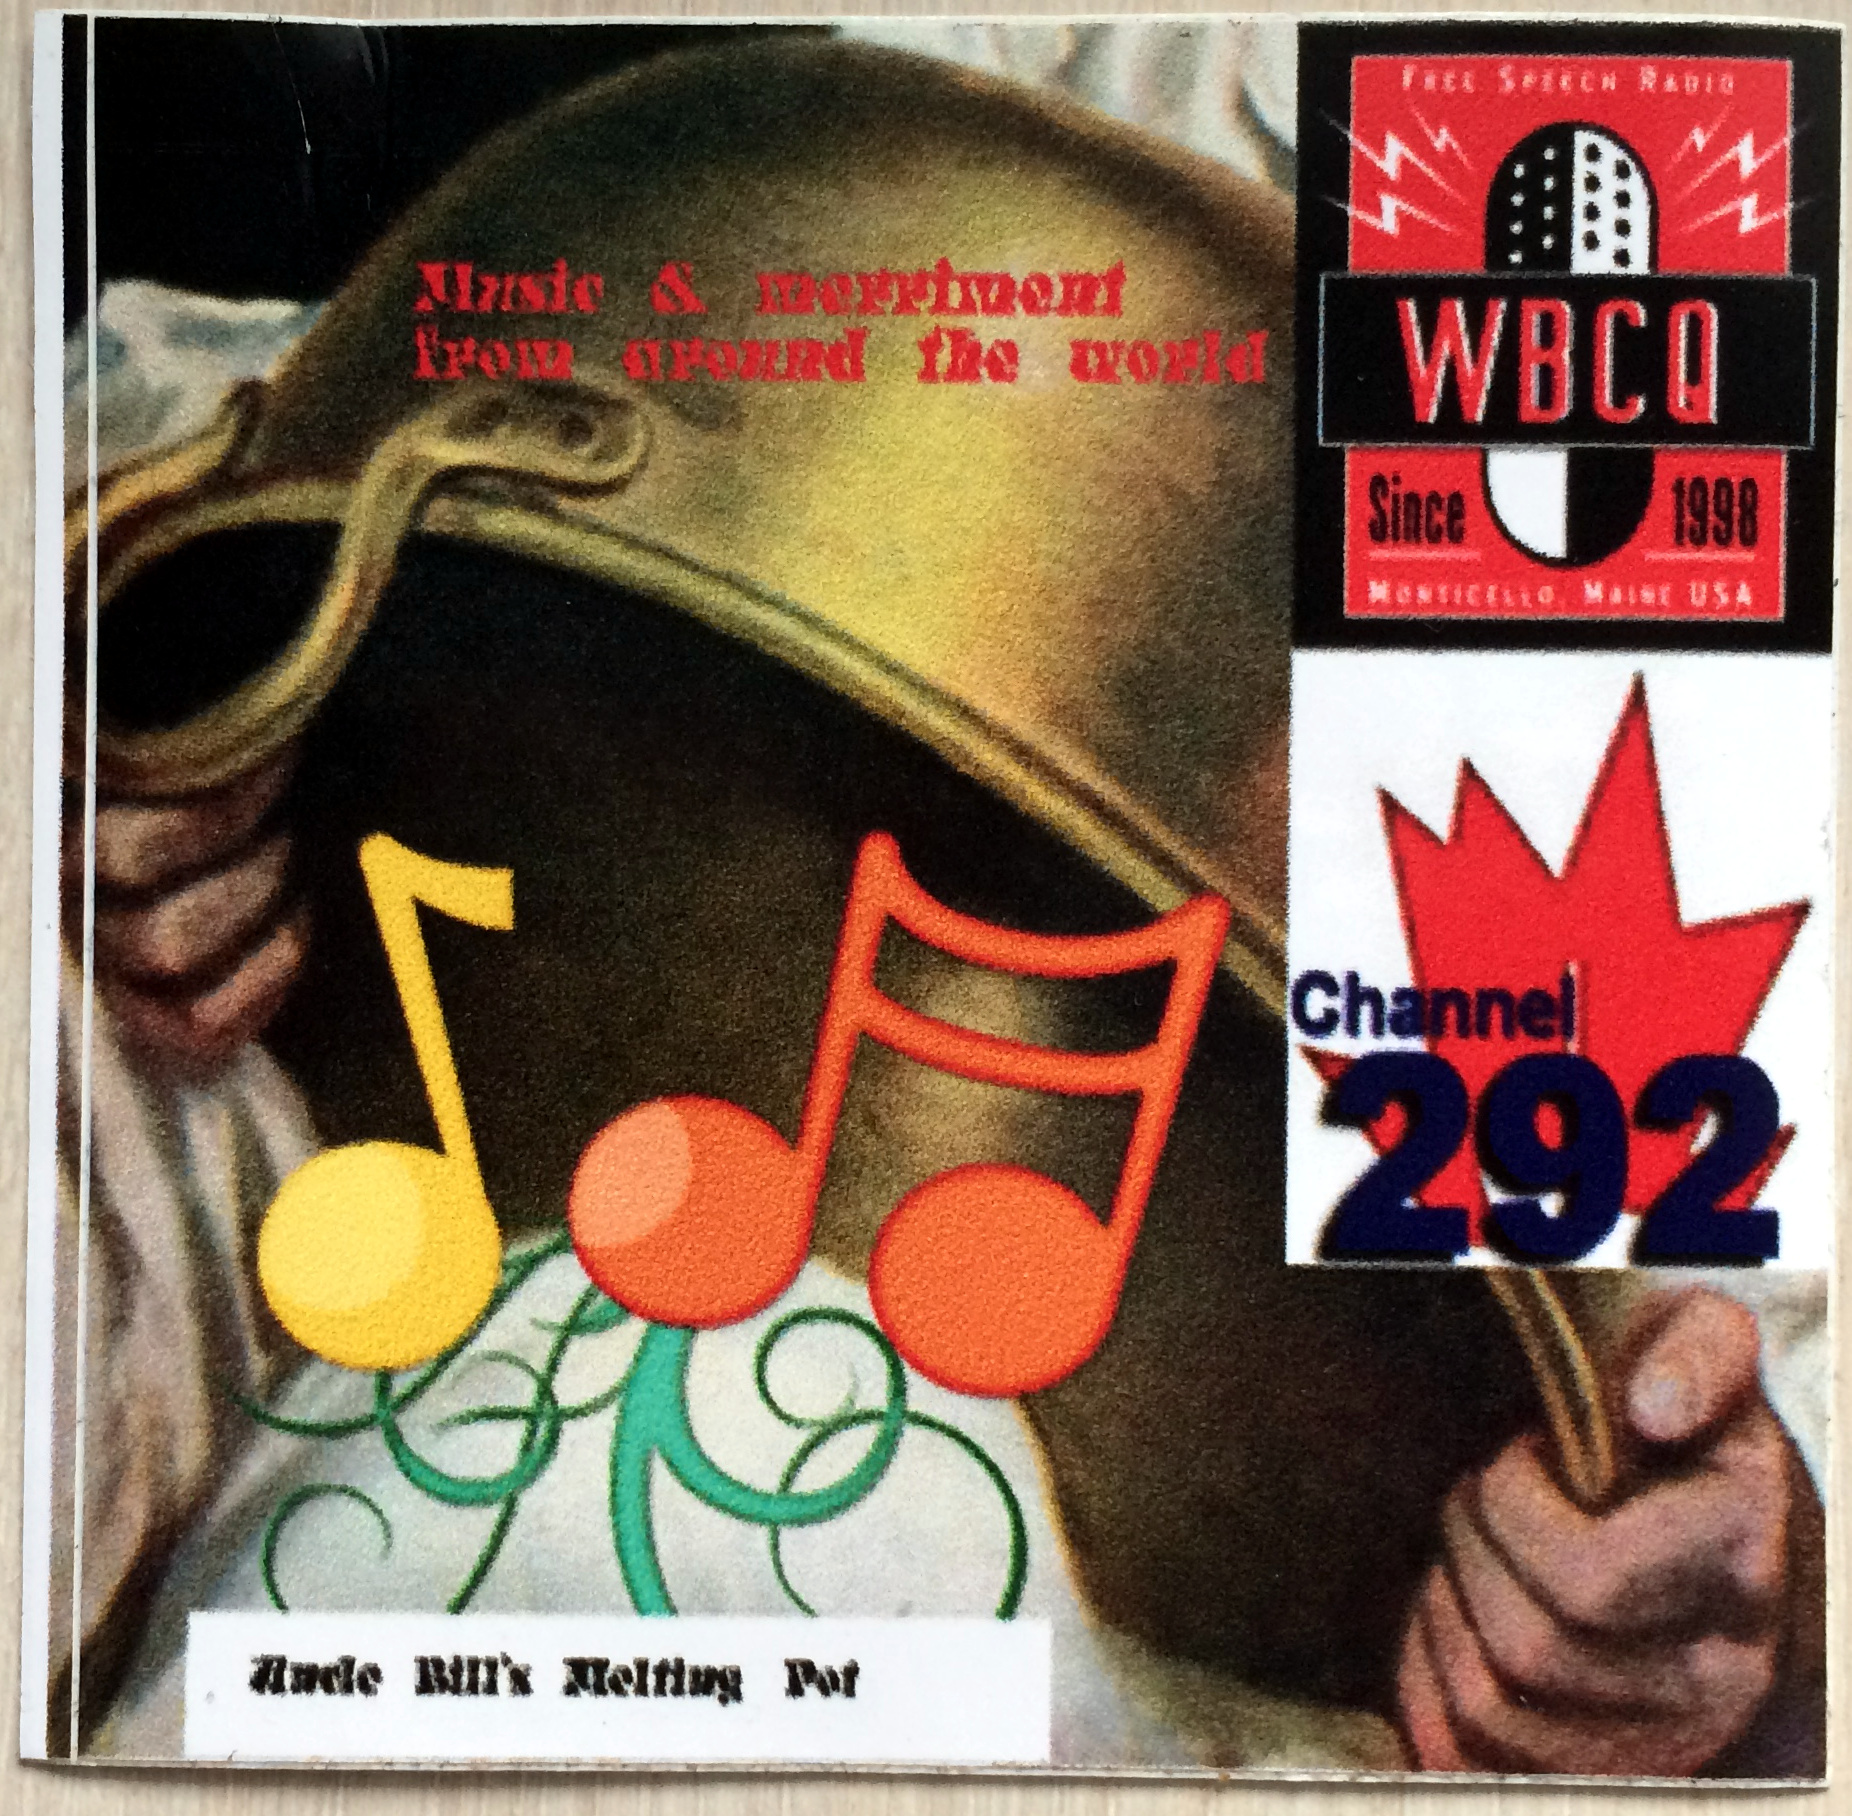 Music & merriment
from around the world
FREE SPEECH RADIO
WBCQ
Since 1998
MONTICELLO, MAINE USA
Channel
292
Uncle Bill's Melting Pot